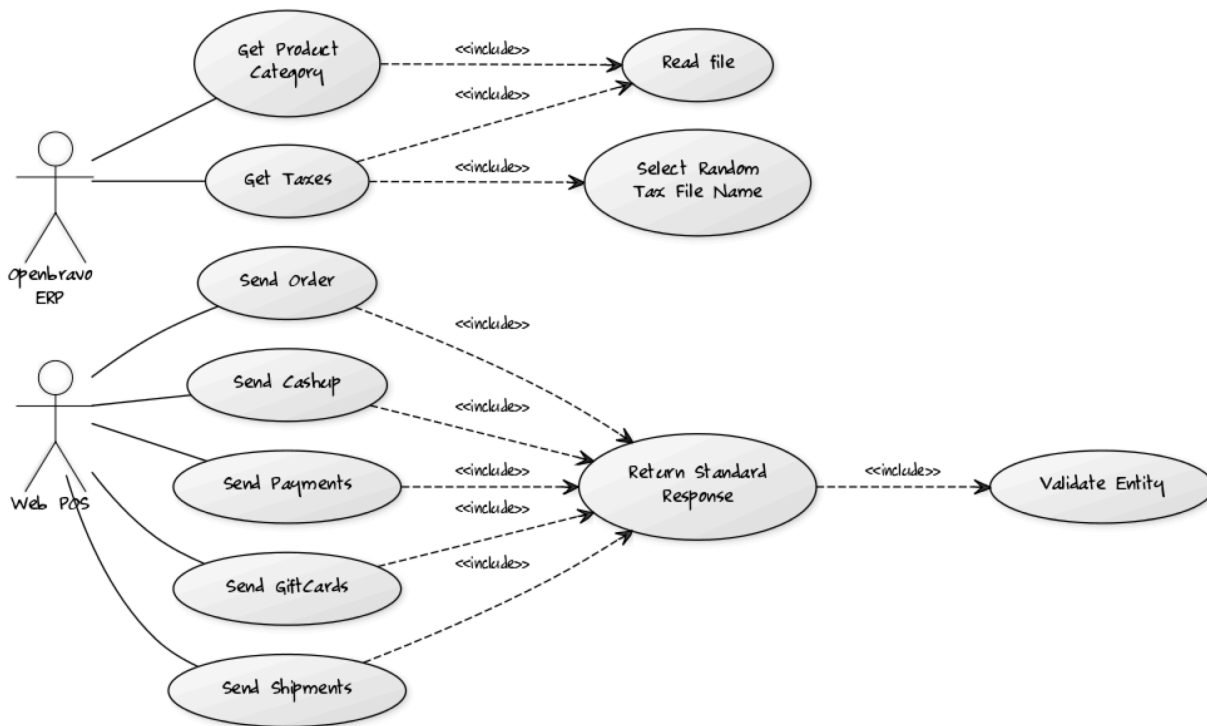 Get Product
Category
<<include>>
Read file
<<include>>
Get Taxes
<<include>>
Select Random
Tax File Name
Openbravo
ERP
Send Order
<<include>>
Send Cashup
<<include>>
Web POS
Send Payments
<<include>>
Return Standard
Response
<<include>>
Validate Entity
<<include>>
Send GiftCards
<<include>>
Send Shipments